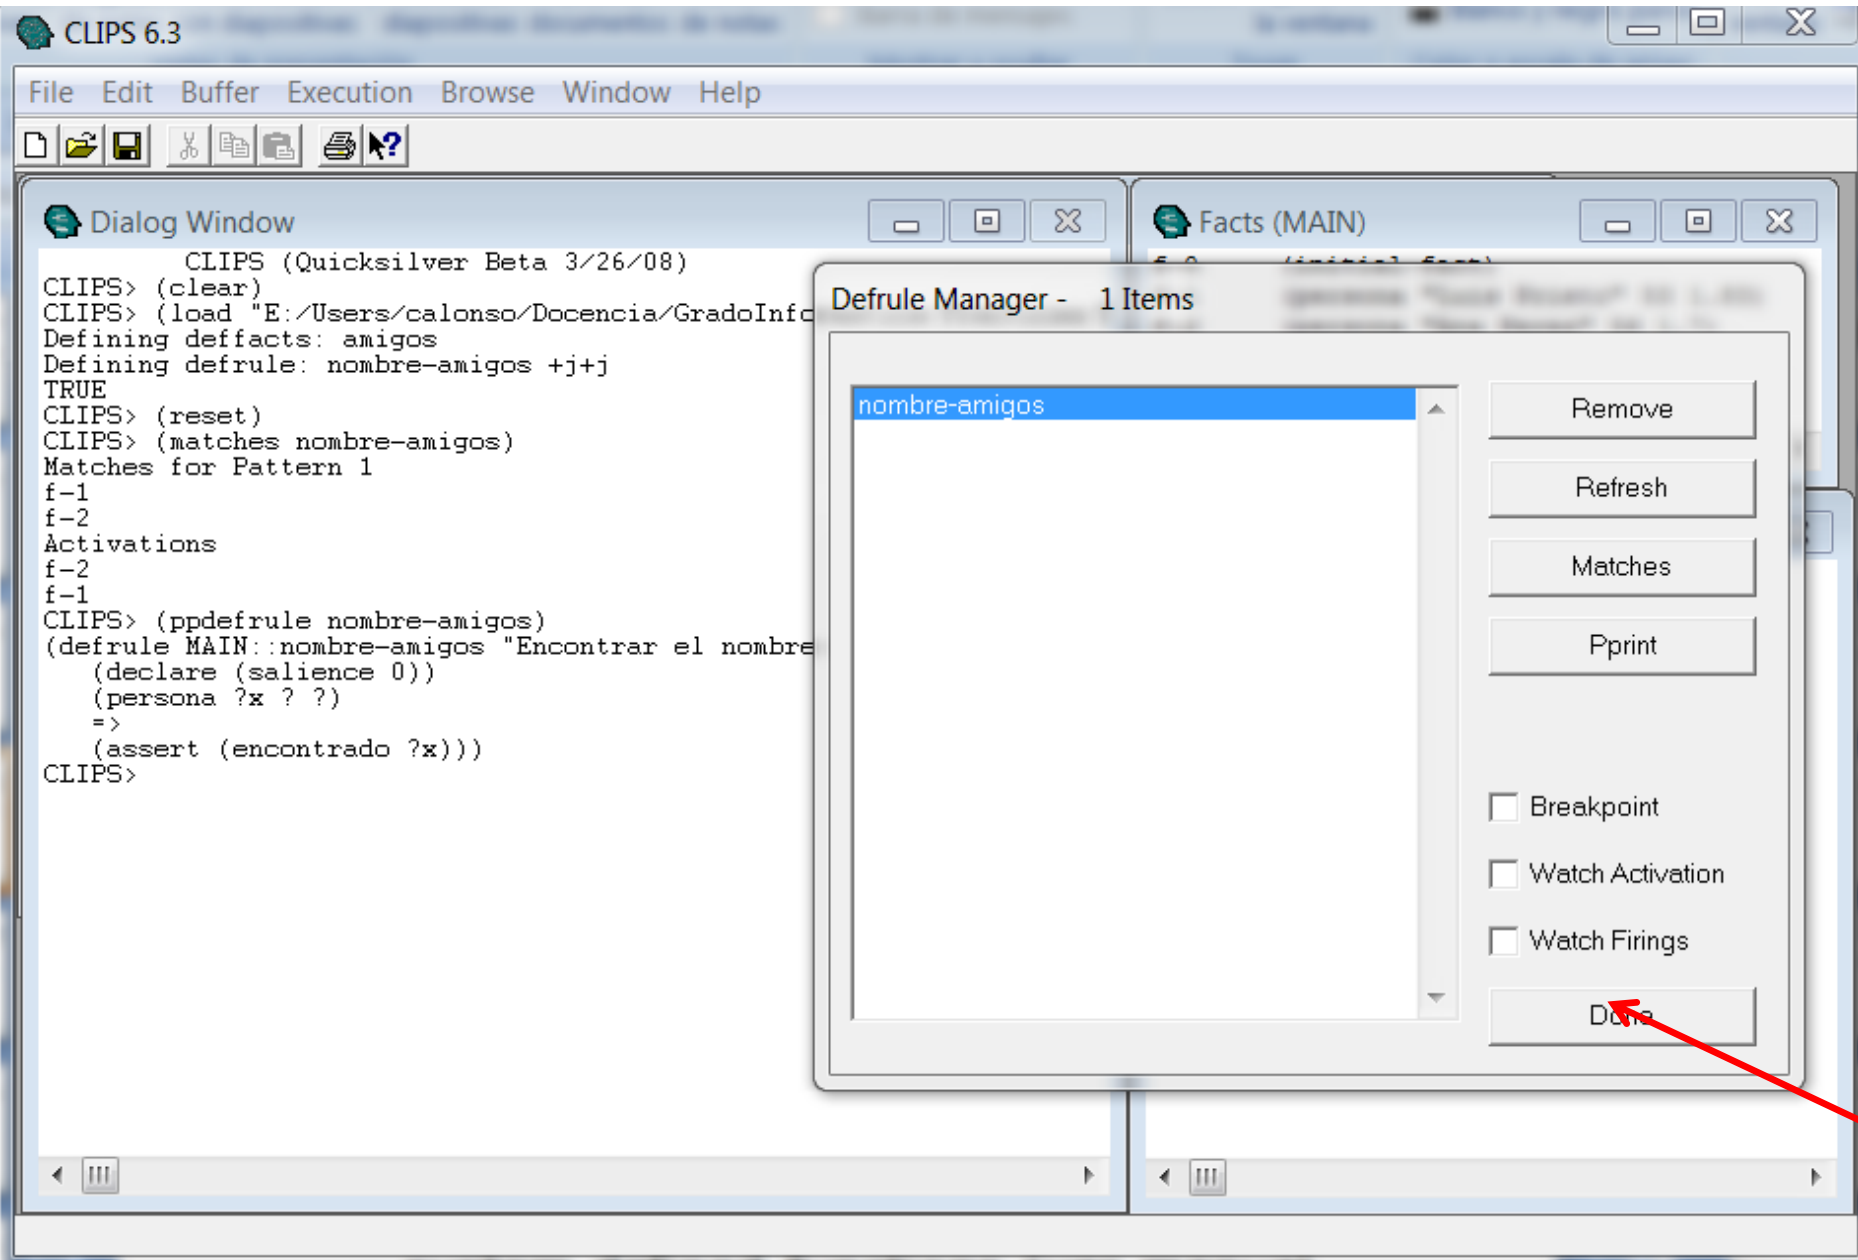 CLIPS 6.3
File Edit Buffer Execution Browse Window Help
Dialog Window
CLIPS (Quicksilver Beta 3/26/08)
CLIPS> (clear)
CLIPS> (load "E:/Users/calonso/Docencia/GradoInfo
Defining deffacts: amigos
Defining defrule: nombre-amigos +j+j
TRUE
CLIPS> (reset)
CLIPS> (matches nombre-amigos)
Matches for Pattern 1
f-1
f-2
Activations
f-2
f-1
CLIPS> (ppdefrule nombre-amigos)
(defrule MAIN::nombre-amigos "Encontrar el nombre
(declare (salience 0))
(persona ?x ? ?)
=>
(assert (encontrado ?x)))
CLIPS>
Facts (MAIN)
f-0 (initial-fact)
Defrule Manager - 1 Items
nombre-amigos
Remove
Refresh
Matches
Pprint
Breakpoint
Watch Activation
Watch Firings
Done